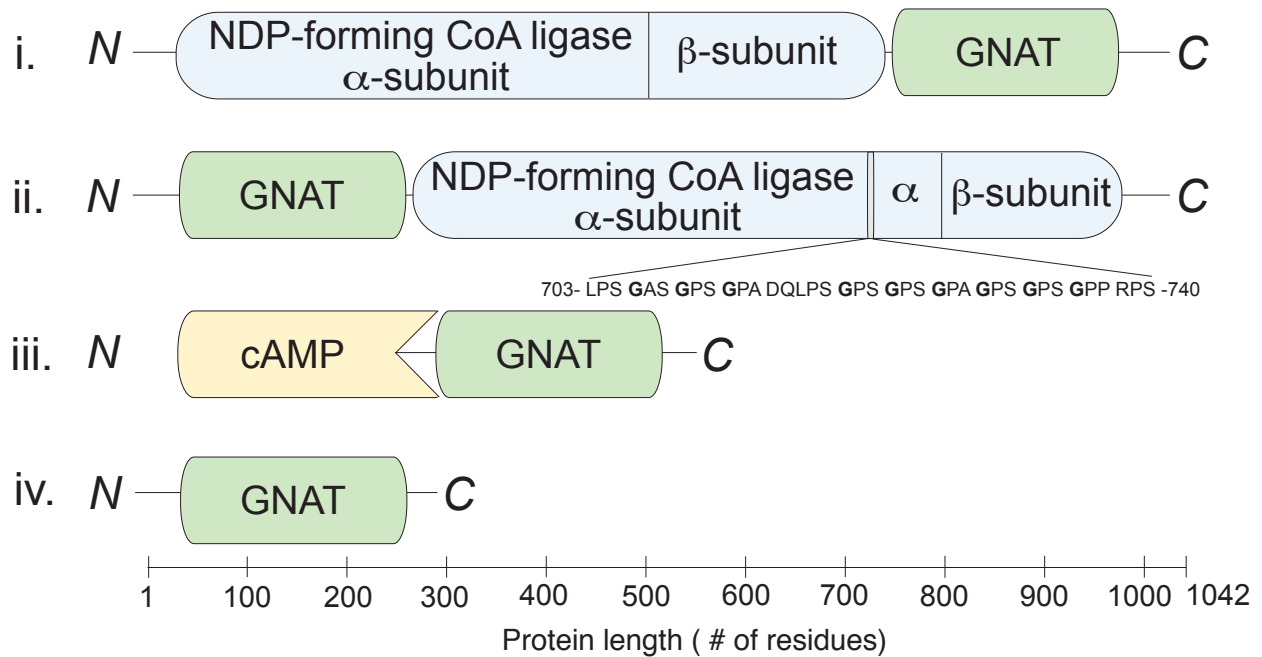 i. N NDP-forming CoA ligase α-subunit β-subunit GNAT C
ii. N GNAT NDP-forming CoA ligase α-subunit α β-subunit C
703- LPS GAS GPS GPA DQLPS GPS GPS GPA GPS GPS GPP RPS -740
iii. N cAMP GNAT C
iv. N GNAT C
1 100 200 300 400 500 600 700 800 900 1000 1042
Protein length ( # of residues)